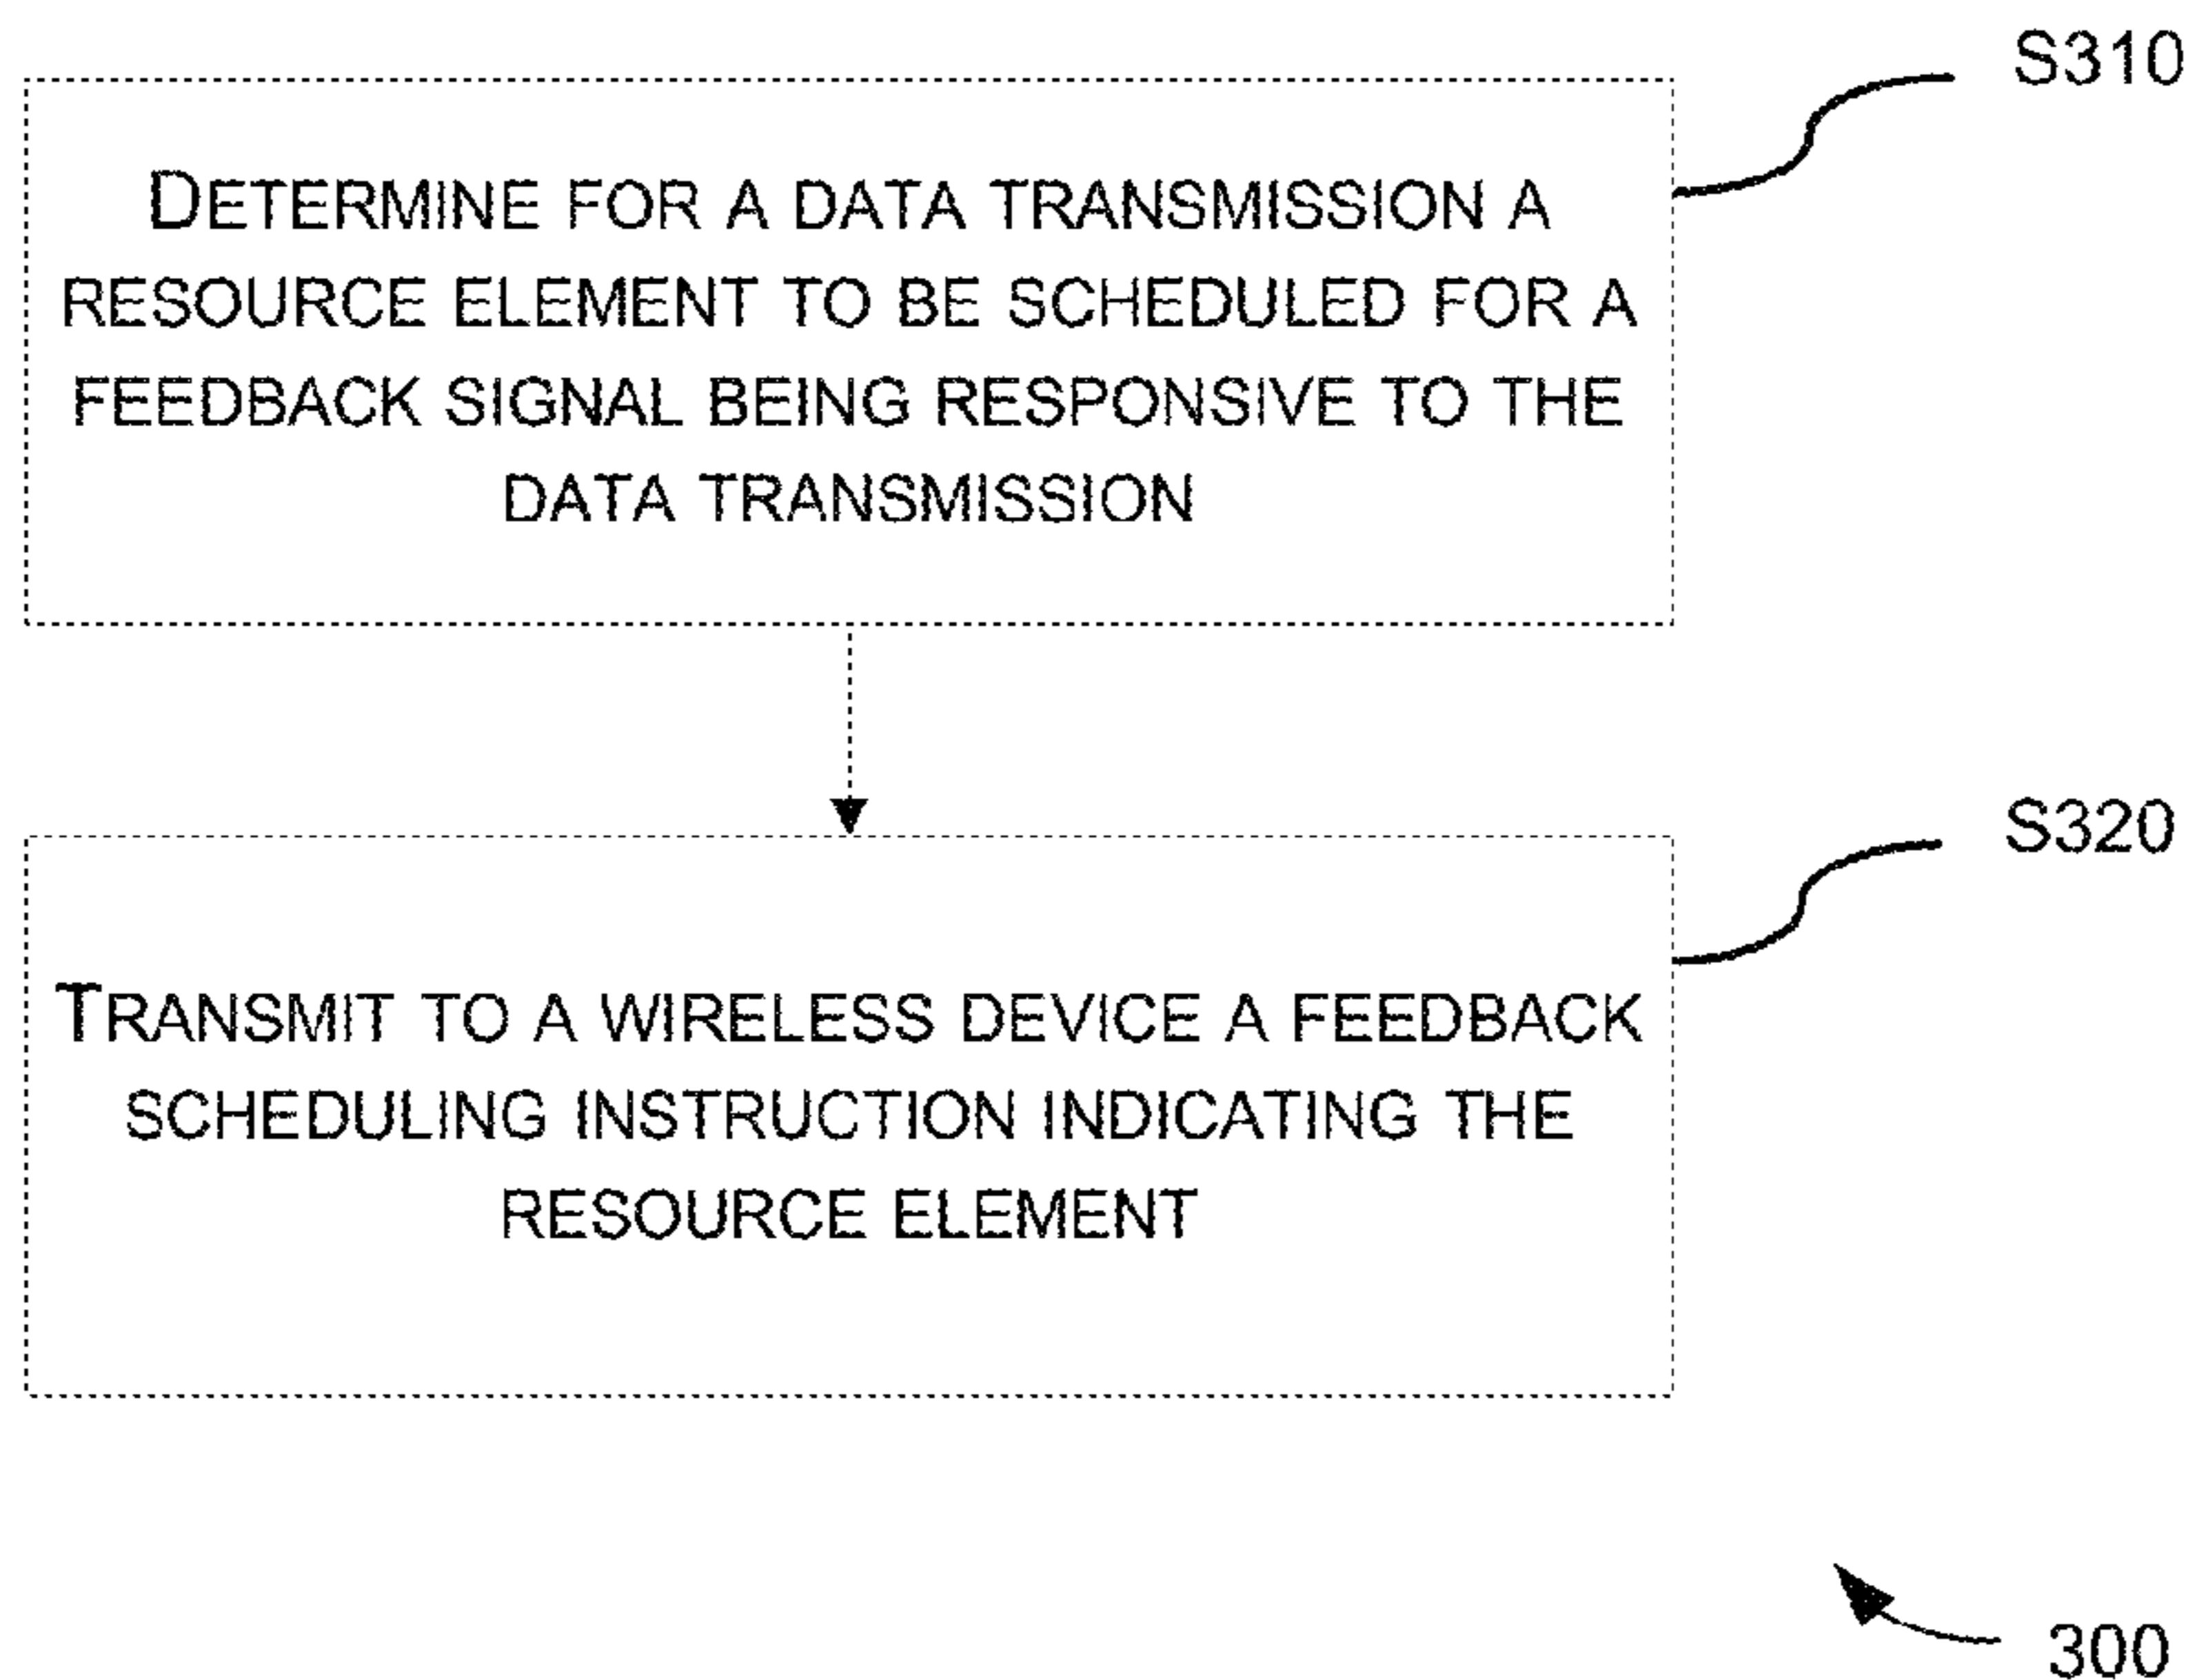 S310
DETERMINE FOR A DATA TRANSMISSION A
RESOURCE ELEMENT TO BE SCHEDULED FOR A
FEEDBACK SIGNAL BEING RESPONSIVE TO THE
DATA TRANSMISSION
S320
TRANSMIT TO A WIRELESS DEVICE A FEEDBACK
SCHEDULING INSTRUCTION INDICATING THE
RESOURCE ELEMENT
300